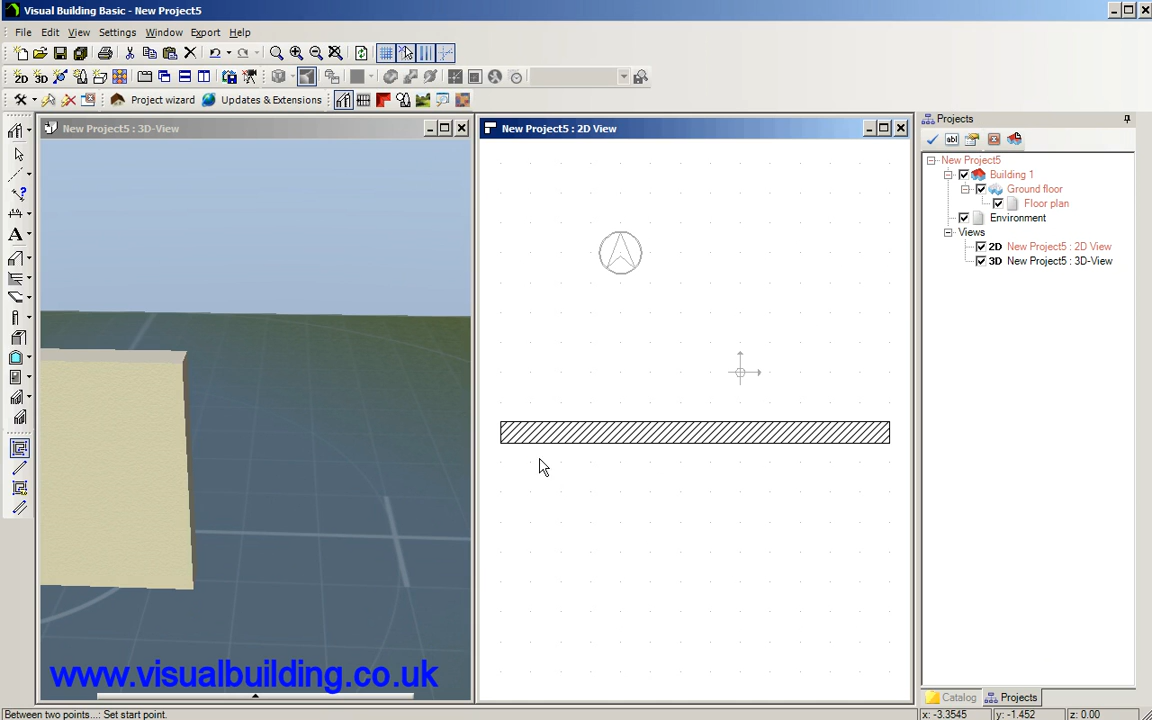 Visual Building Basic - New Project5
File Edit View Settings Window Export Help
2D 3D
Project wizard Updates & Extensions
New Project5 : 3D-View
New Project5 : 2D View
Projects
abl
New Project5
Building 1
Ground floor
Floor plan
Environment
Views
2D New Project5 : 2D View
3D New Project5 : 3D-View
A
www.visualbuilding.co.uk
Catalog Projects
Between two points...: Set start point.
x: -3.3545 y: -1.452 z: 0.00